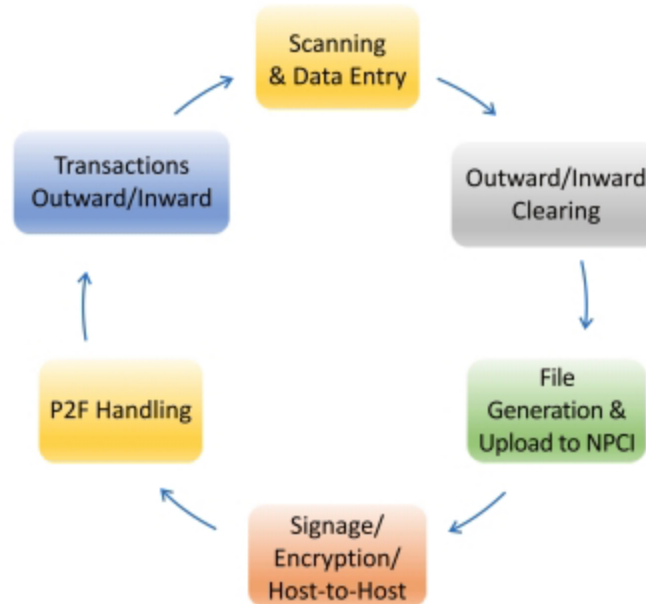 Scanning
& Data Entry
Transactions
Outward/Inward
Outward/Inward
Clearing
P2F Handling
File
Generation &
Upload to NPCI
Signage/
Encryption/
Host-to-Host